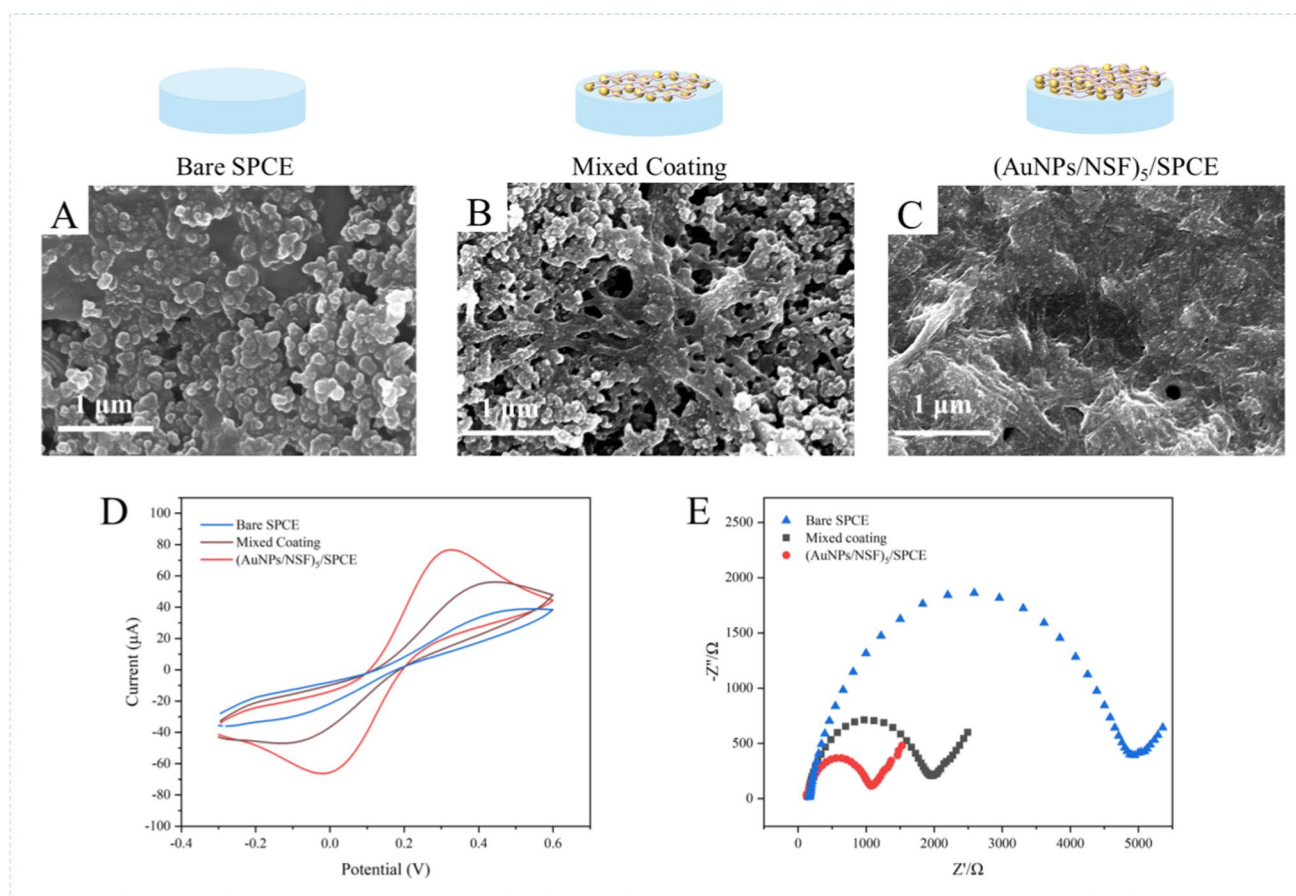 Bare SPCE
Mixed Coating
(AuNPs/NSF)₅/SPCE
A
1 μm
B
1 μm
C
1 μm
D
Bare SPCE
Mixed Coating
(AuNPs/NSF)₅/SPCE
110
100
80
60
40
20
0
-20
-40
-60
-80
-100
Current (μA)
-0.4
-0.2
0.0
0.2
0.4
0.6
Potential (V)
E
Bare SPCE
Mixed coating
(AuNPs/NSF)₅/SPCE
2500
2000
1500
1000
500
0
-Z''/Ω
0
1000
2000
3000
4000
5000
Z'/Ω